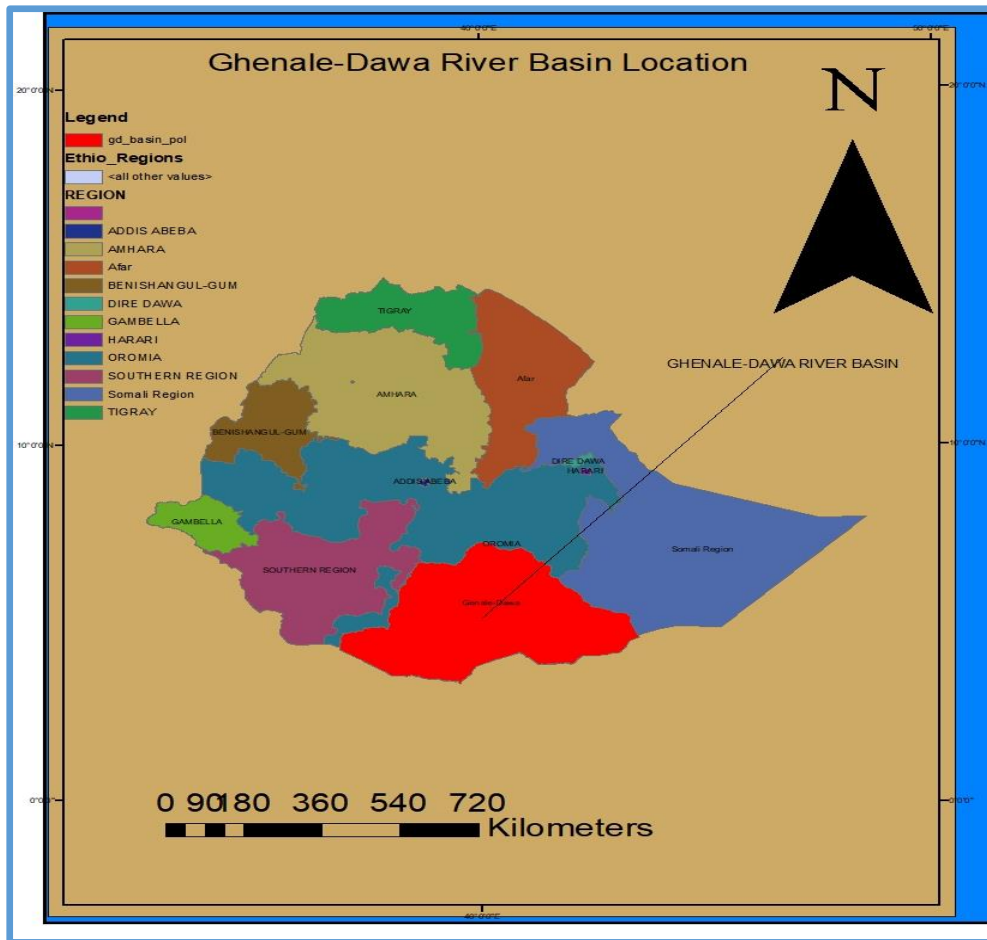 40°0'0"E
50°0'0"E
Ghenale-Dawa River Basin Location
N
20°0'0"N
20°0'0"N
Legend
gd_basin_pol
Ethio_Regions
<all other values>
REGION
ADDIS ABEBA
AMHARA
Afar
BENISHANGUL-GUM
DIRE DAWA
GAMBELLA
HARARI
OROMIA
SOUTHERN REGION
Somali Region
TIGRAY
TIGRAY
GHENALE-DAWA RIVER BASIN
Afar
AMHARA
BENISHANGUL-GUM
10°0'0"N
10°0'0"N
DIRE DAWA
HARARI
ADDIS ABEBA
GAMBELLA
OROMIA
Somali Region
SOUTHERN REGION
Genale-Dawa
0°0'0"
0°0'0"
0 90 180 360 540 720
Kilometers
40°0'0"E